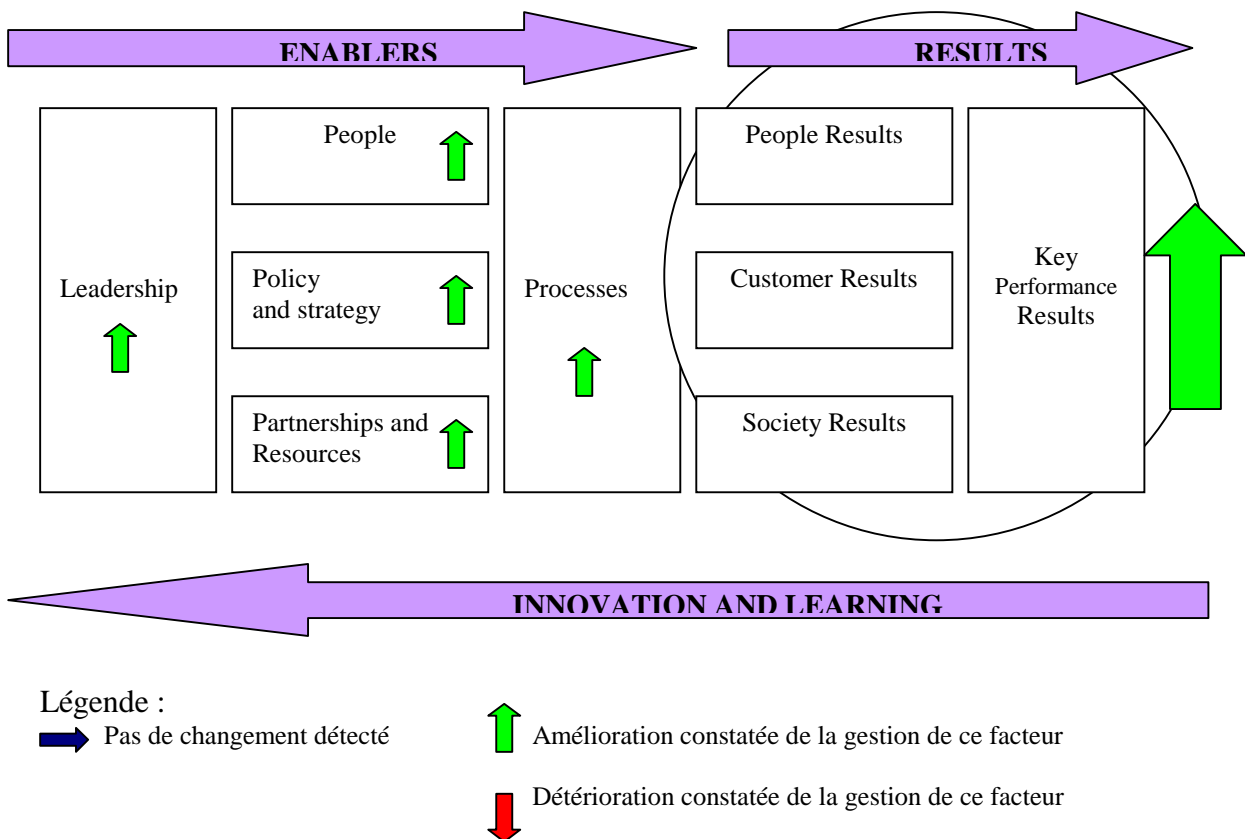 ENABLERS
RESULTS
Leadership
People
Policy
and strategy
Partnerships and
Resources
Processes
People Results
Customer Results
Society Results
Key
Performance
Results
INNOVATION AND LEARNING
Légende :
Pas de changement détecté
Amélioration constatée de la gestion de ce facteur
Détérioration constatée de la gestion de ce facteur